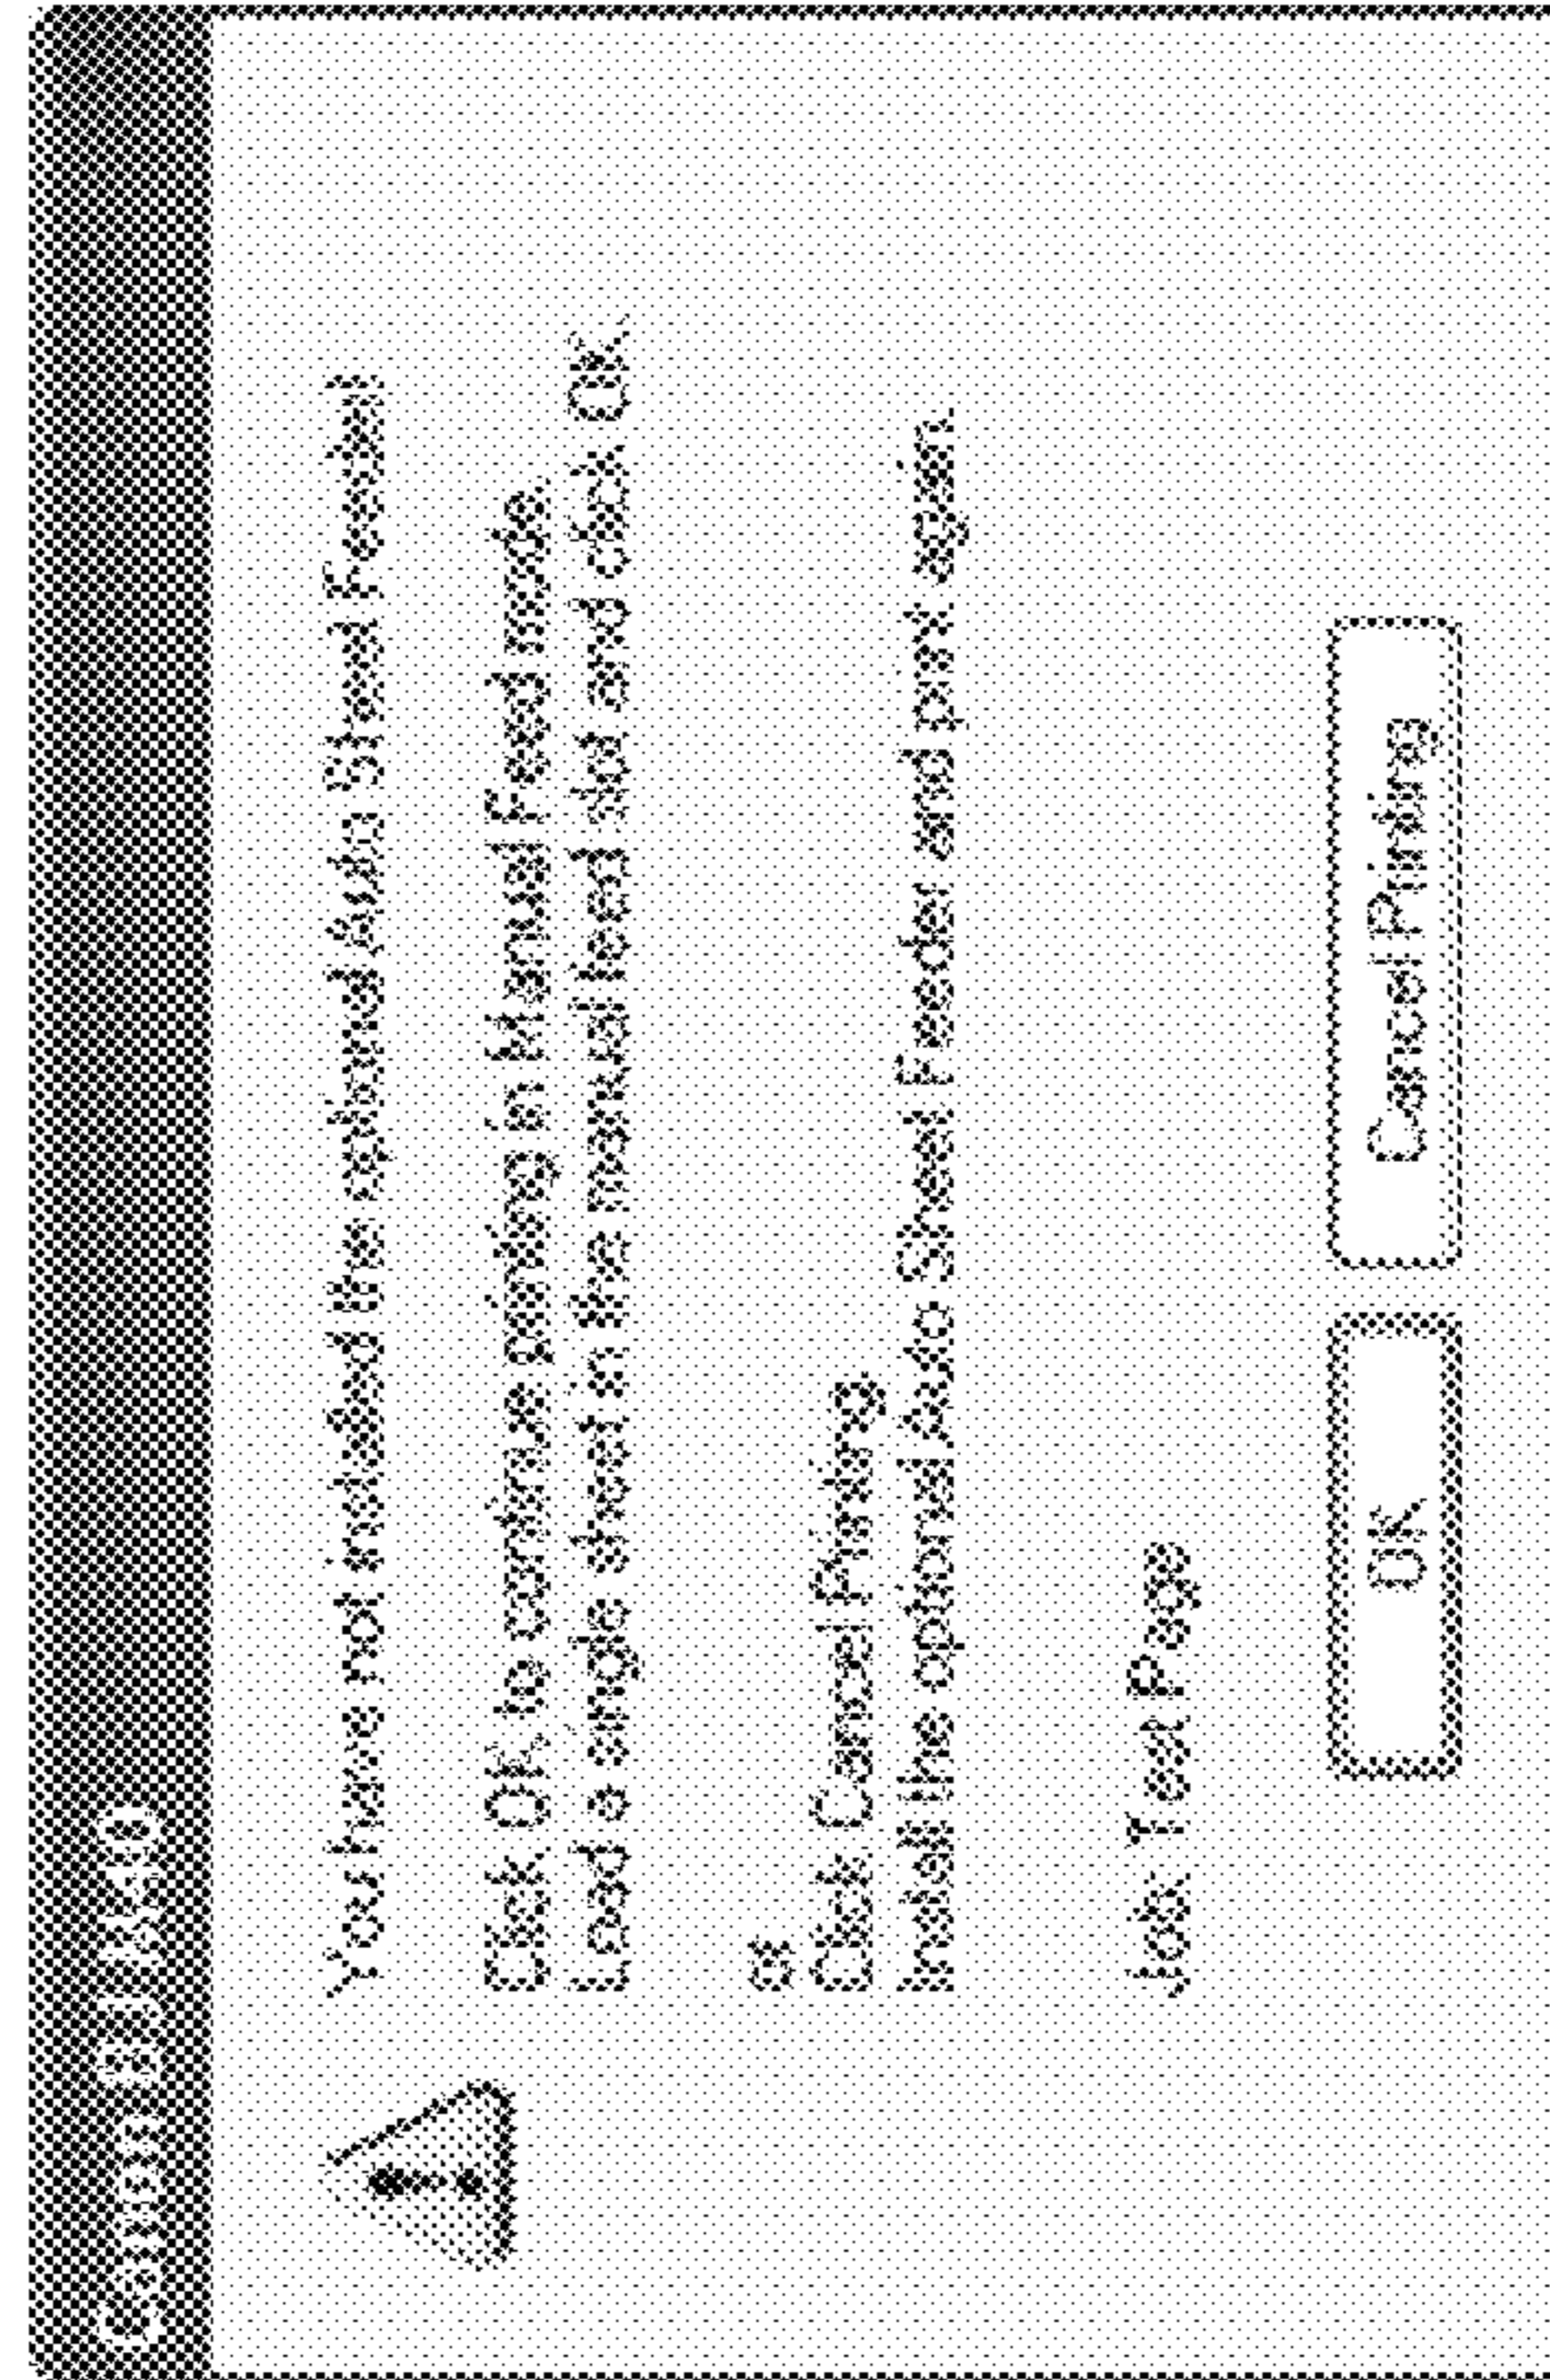 Canon BJ
You have not installed the optional Auto Sheet Feeder!
Click OK to continue printing in Manual Feed mode.
Load a single sheet in the manual feed slot and click OK.
or
Click Cancel Printing.
Install the optional Auto Sheet Feeder and print again.
Job: Test Page
OK
Cancel Printing